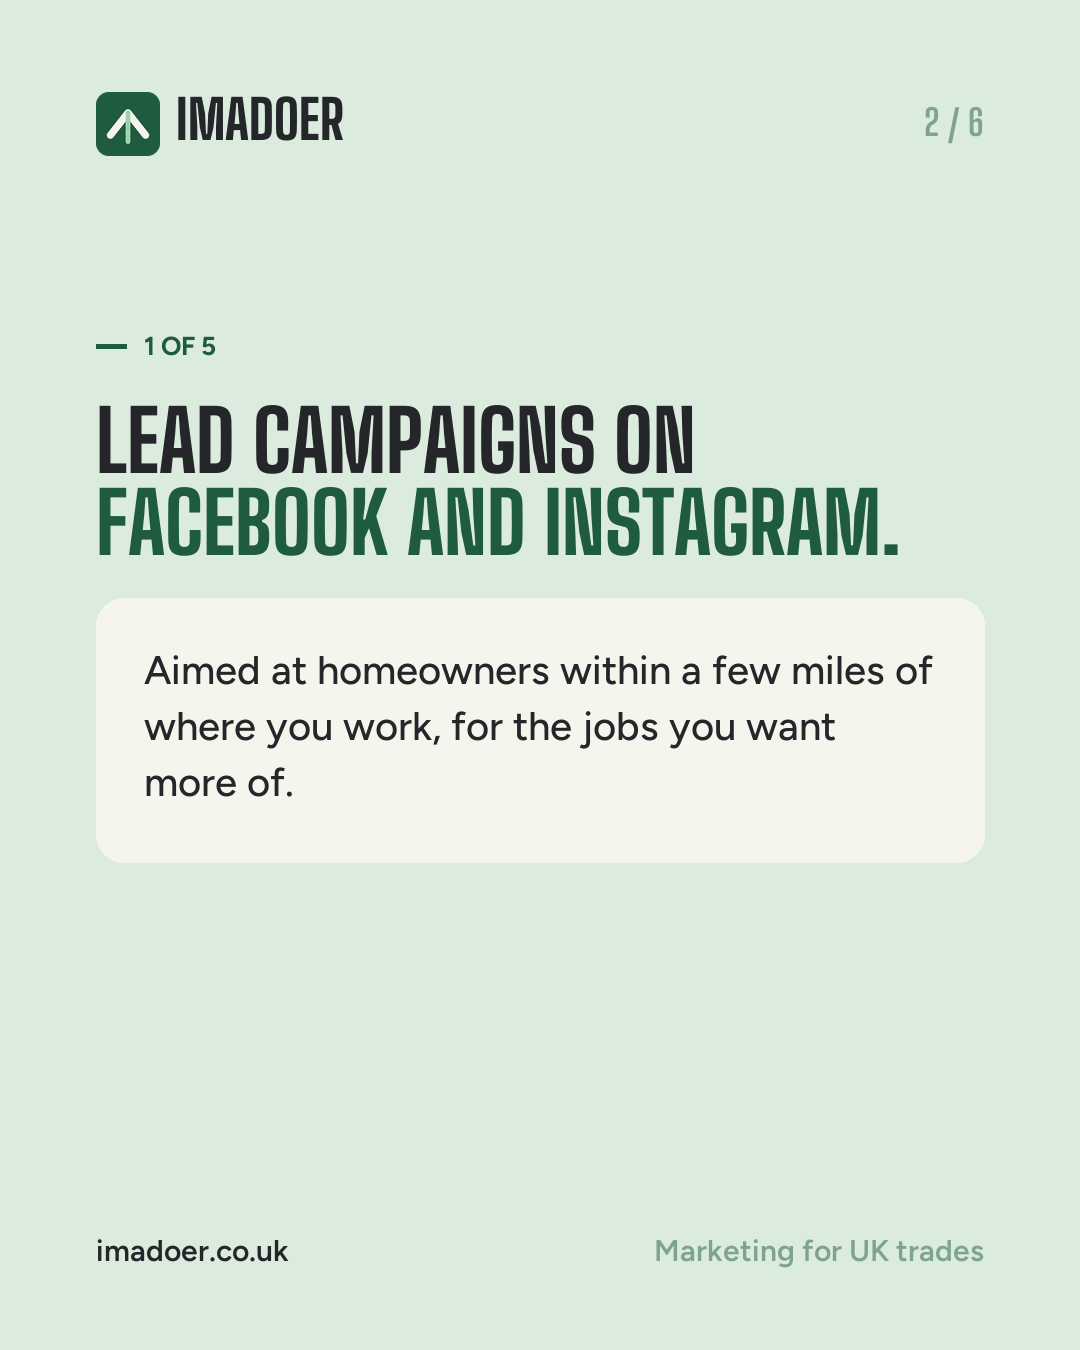 IMADOER
2 / 6
1 OF 5
LEAD CAMPAIGNS ON
FACEBOOK AND INSTAGRAM.
Aimed at homeowners within a few miles of
where you work, for the jobs you want
more of.
imadoer.co.uk
Marketing for UK trades